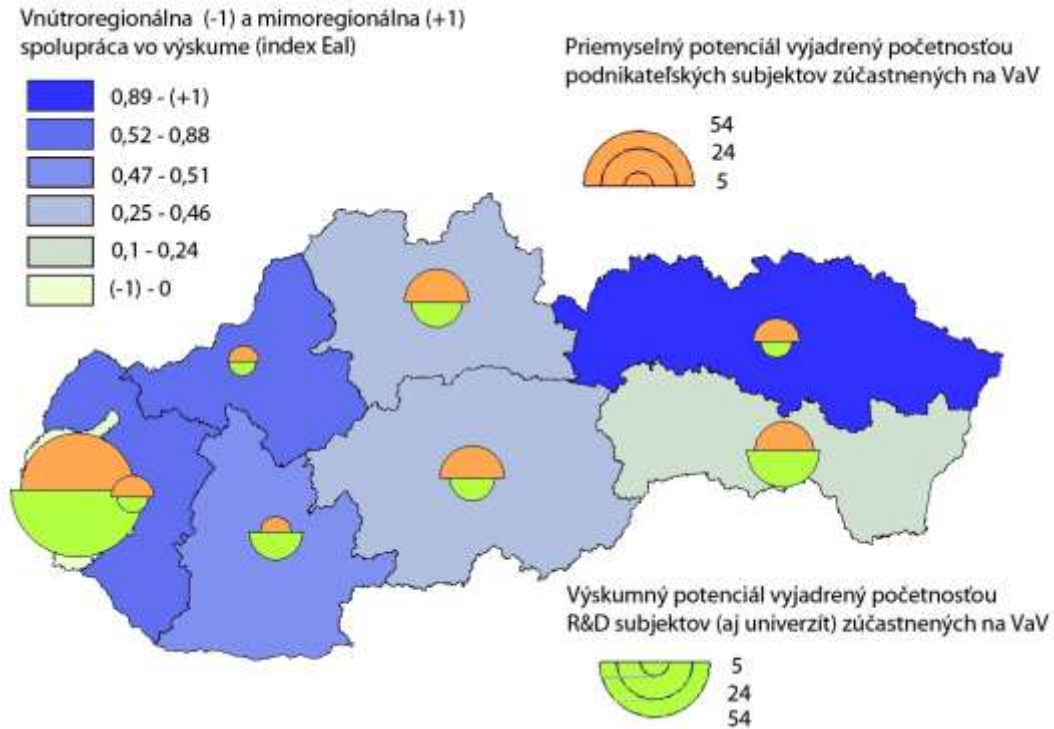 Vnútroregionálna (-1) a mimoregionálna (+1)
spolupráca vo výskume (index EaI)
0,89 - (+1)
0,52 - 0,88
0,47 - 0,51
0,25 - 0,46
0,1 - 0,24
(-1) - 0
Priemyselný potenciál vyjadrený početnosťou
podnikateľských subjektov zúčastnených na VaV
54
24
5
Výskumný potenciál vyjadrený početnosťou
R&D subjektov (aj univerzít) zúčastnených na VaV
5
24
54